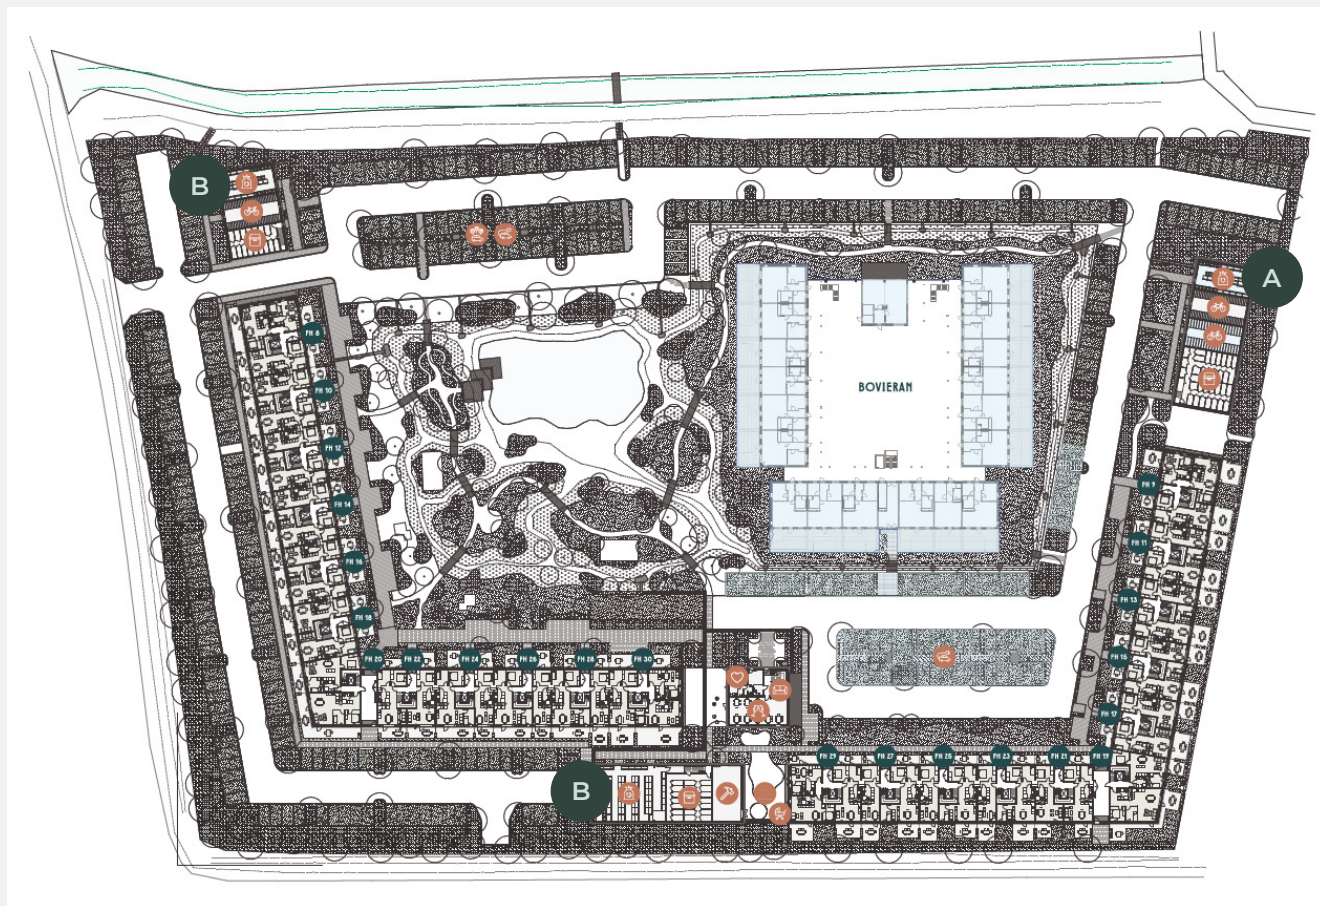 B
A
FH 8
FH 10
BOVIERAN
FH 12
FH 9
FH 14
FH 11
FH 16
FH 13
FH 18
FH 20
FH 22
FH 24
FH 26
FH 28
FH 30
FH 15
FH 17
FH 29
FH 27
FH 25
FH 23
FH 21
FH 19
B